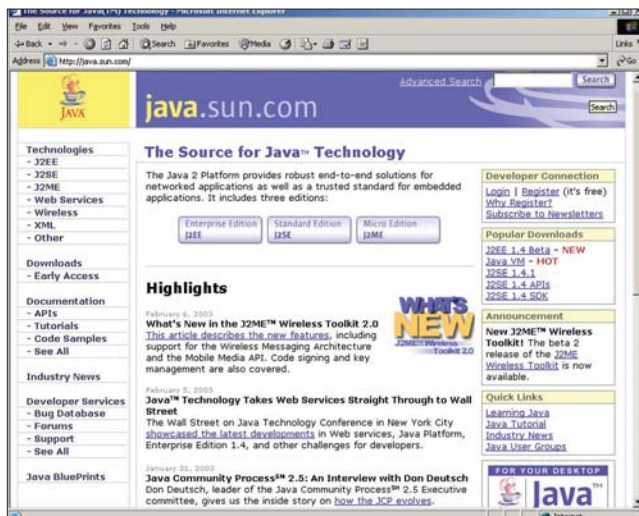 The Source for Java(TM) Technology - Microsoft Internet Explorer
File Edit View Favorites Tools Help
Back Search Favorites Media Links
Address http://java.sun.com/ Go
JAVA
java.sun.com
Advanced Search
Search
Search
Technologies
- J2EE
- J2SE
- J2ME
- Web Services
- Wireless
- XML
- Other
Downloads
- Early Access
Documentation
- APIs
- Tutorials
- Code Samples
- See All
Industry News
Developer Services
- Bug Database
- Forums
- Support
- See All
Java BluePrints
The Source for Java™ Technology
The Java 2 Platform provides robust end-to-end solutions for
networked applications as well as a trusted standard for embedded
applications. It includes three editions:
Enterprise Edition
J2EE
Standard Edition
J2SE
Micro Edition
J2ME
Highlights
February 6, 2003
What's New in the J2ME™ Wireless Toolkit 2.0
This article describes the new features, including
support for the Wireless Messaging Architecture
and the Mobile Media API. Code signing and key
management are also covered.
WHAT'S
NEW
J2ME™ Wireless
Toolkit 2.0
February 5, 2003
Java™ Technology Takes Web Services Straight Through to Wall
Street
The Wall Street on Java Technology Conference in New York City
showcased the latest developments in Web services, Java Platform,
Enterprise Edition 1.4, and other challenges for developers.
January 31, 2003
Java Community Process℠ 2.5: An Interview with Don Deutsch
Don Deutsch, leader of the Java Community Process℠ 2.5 Executive
committee, gives us the inside story on how the JCP evolves.
Developer Connection
Login | Register (it's free)
Why Register?
Subscribe to Newsletters
Popular Downloads
J2EE 1.4 Beta - NEW
Java VM - HOT
J2SE 1.4.1
J2SE 1.4 APIs
J2SE 1.4 SDK
Announcement
New J2ME™ Wireless
Toolkit! The beta 2
release of the J2ME
Wireless Toolkit is now
available.
Quick Links
Learning Java
Java Tutorial
Industry News
Java User Groups
FOR YOUR DESKTOP
Java™
Internet